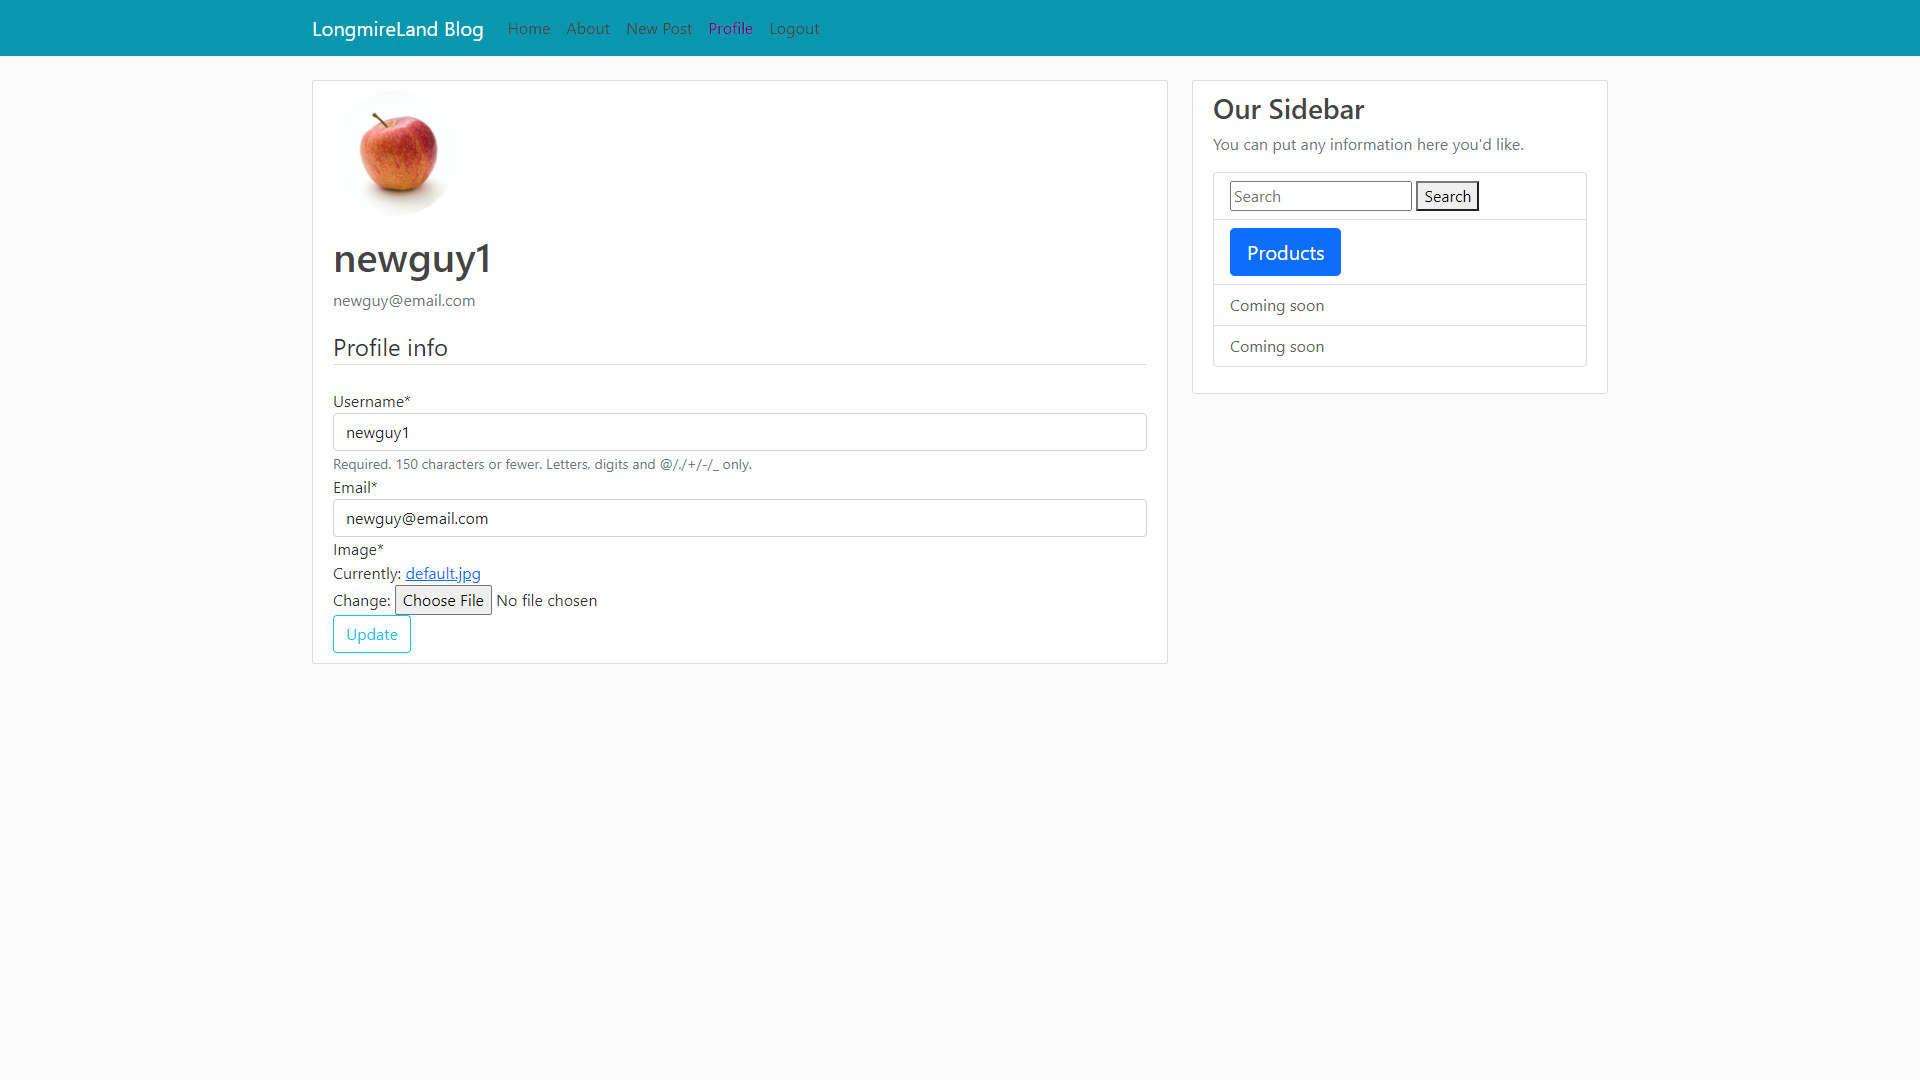 LongmireLand Blog Home About New Post Profile Logout
newguy1
newguy@email.com
Profile info
Username*
newguy1
Required. 150 characters or fewer. Letters, digits and @/./+/-/_ only.
Email*
newguy@email.com
Image*
Currently: default.jpg
Change: Choose File No file chosen
Update
Our Sidebar
You can put any information here you'd like.
Search Search
Products
Coming soon
Coming soon